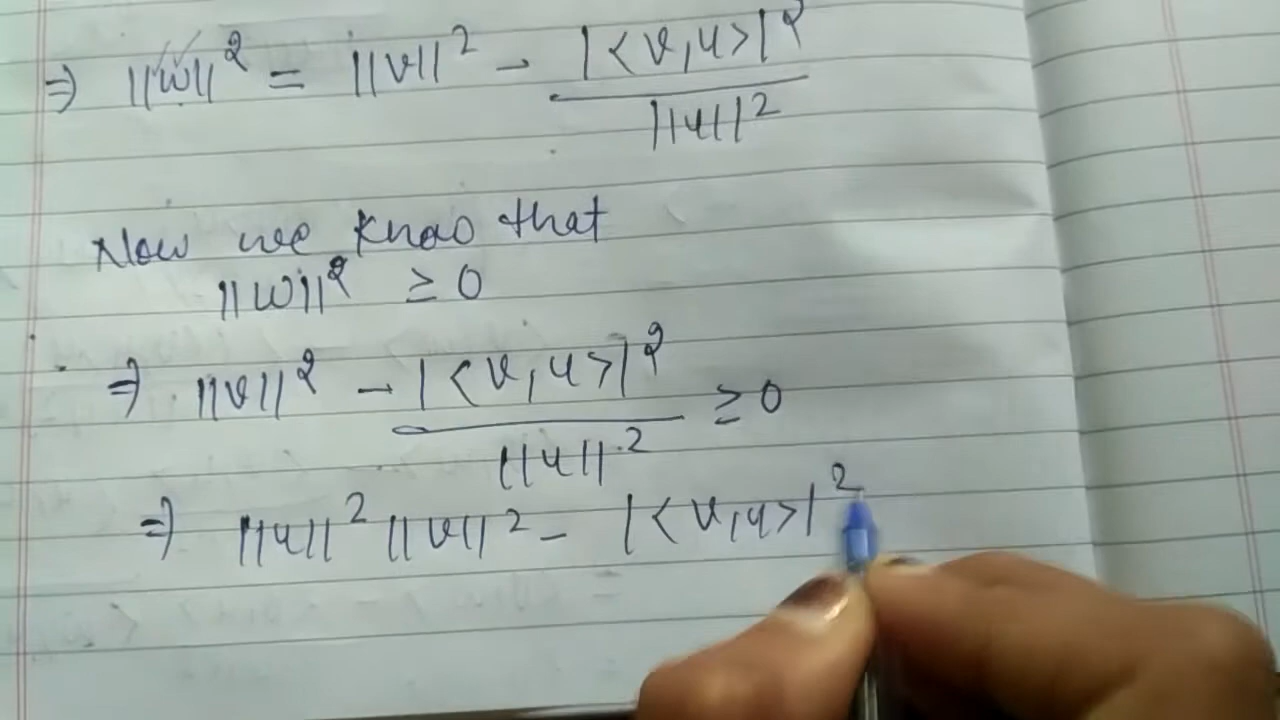 ⇒ ||w||² = ||v||² - |<v,u>|² / ||u||²
Now we know that
||w||² ≥ 0
⇒ ||v||² - |<v,u>|² / ||u||² ≥ 0
⇒ ||u||² ||v||² - |<v,u>|²